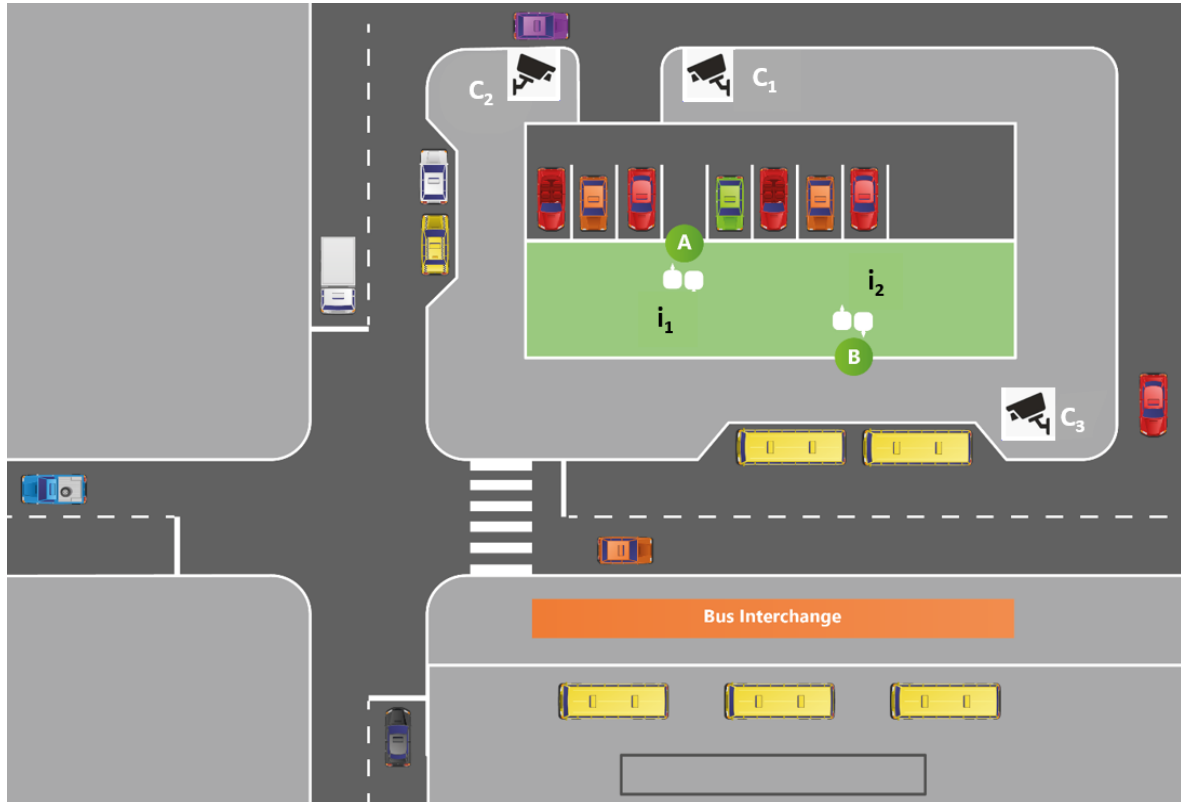 C₂
C₁
A
i₂
i₁
B
C₃
Bus Interchange